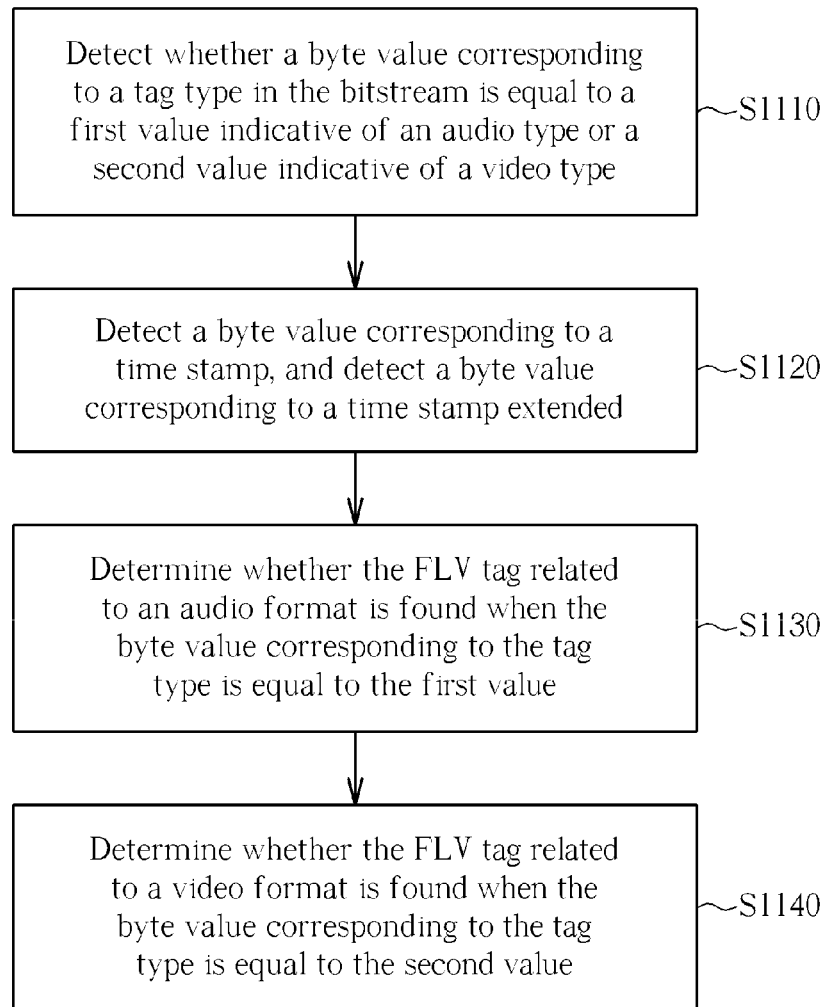 Detect whether a byte value corresponding
to a tag type in the bitstream is equal to a
first value indicative of an audio type or a
second value indicative of a video type
S1110
Detect a byte value corresponding to a
time stamp, and detect a byte value
corresponding to a time stamp extended
S1120
Determine whether the FLV tag related
to an audio format is found when the
byte value corresponding to the tag
type is equal to the first value
S1130
Determine whether the FLV tag related
to a video format is found when the
byte value corresponding to the tag
type is equal to the second value
S1140